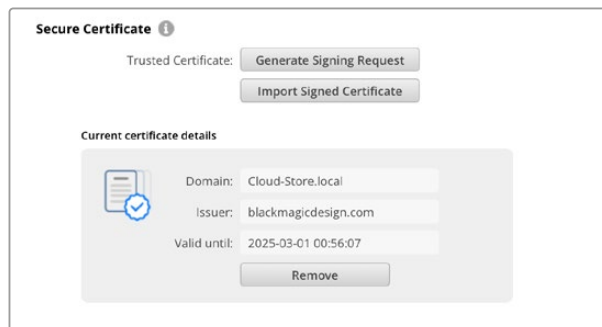 Secure Certificate
Trusted Certificate: Generate Signing Request
Import Signed Certificate
Current certificate details
Domain: Cloud-Store.local
Issuer: blackmagicdesign.com
Valid until: 2025-03-01 00:56:07
Remove